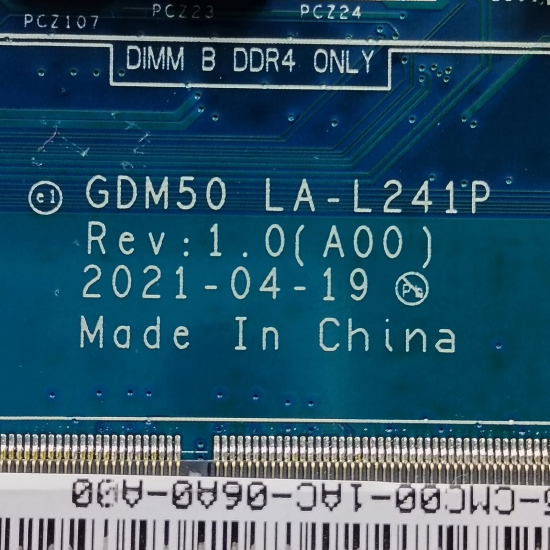 PCZ107 PCZ23 PCZ24
DIMM B DDR4 ONLY
GDM50 LA-L241P
Rev:1.0(A00)
2021-04-19
Made In China
-CMC00-1AC-06A0-A00